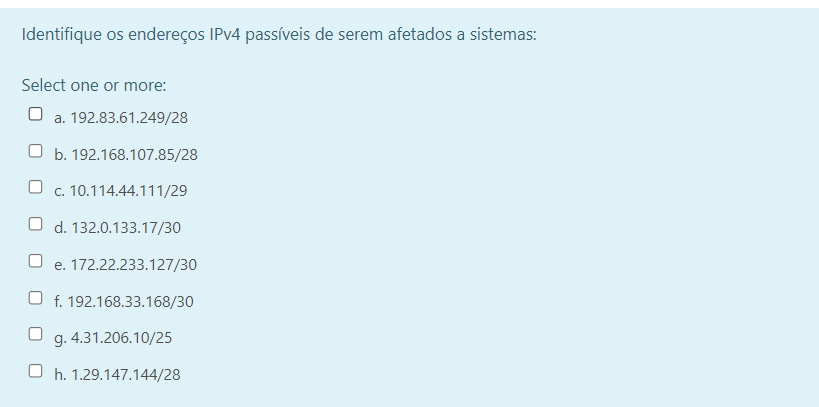 Identifique os endereços IPv4 passíveis de serem afetados a sistemas:
Select one or more:
a. 192.83.61.249/28
b. 192.168.107.85/28
c. 10.114.44.111/29
d. 132.0.133.17/30
e. 172.22.233.127/30
f. 192.168.33.168/30
g. 4.31.206.10/25
h. 1.29.147.144/28